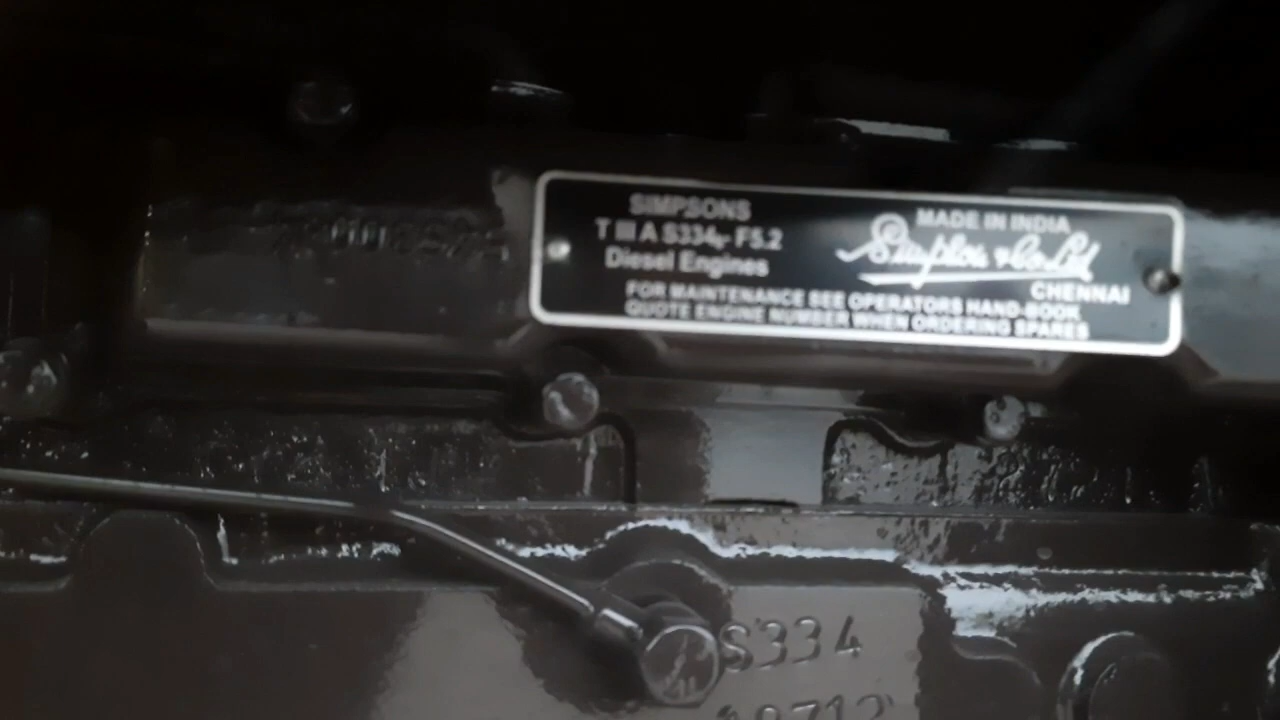 SIMPSONS
T III A S334,- F5.2
Diesel Engines
MADE IN INDIA
Simpson & Co. Ltd
CHENNAI
FOR MAINTENANCE SEE OPERATORS HAND-BOOK
QUOTE ENGINE NUMBER WHEN ORDERING SPARES
S334